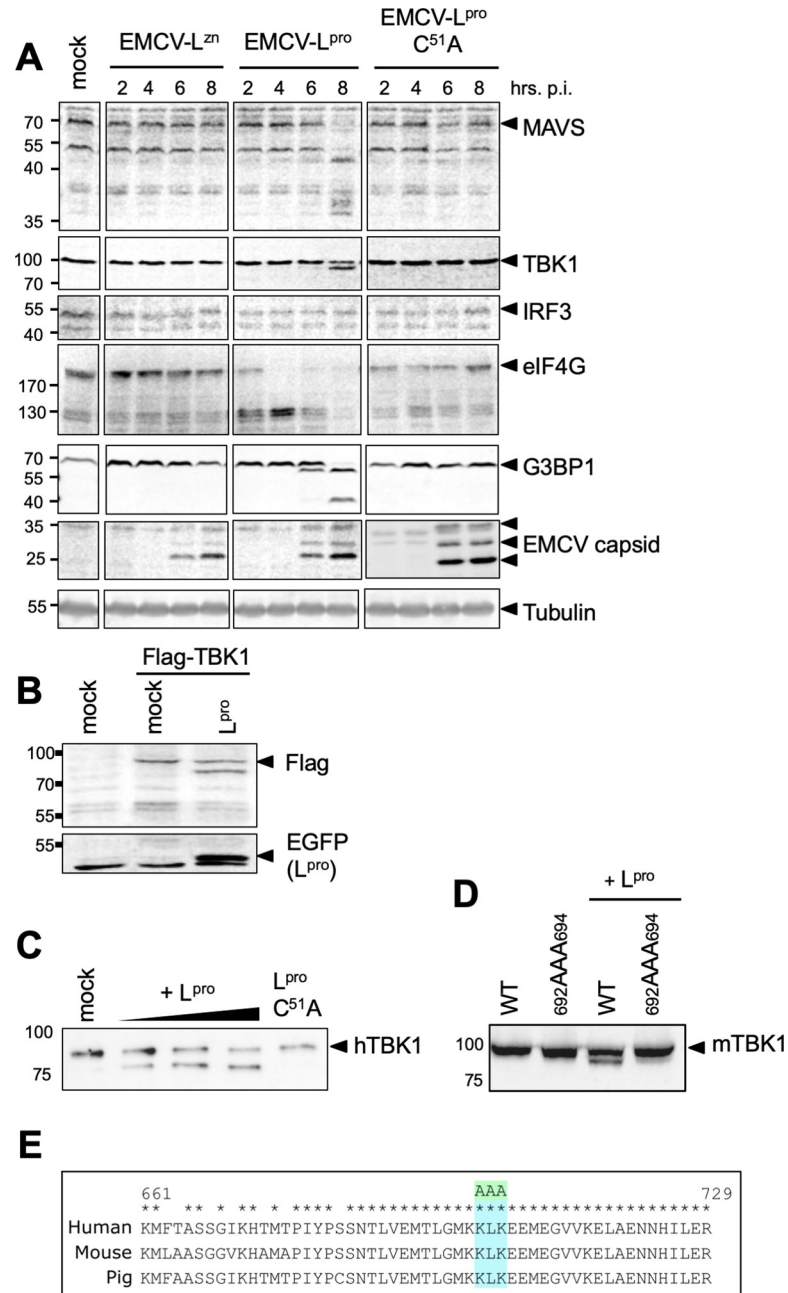 A
mock
EMCV-Lzn
EMCV-Lpro
EMCV-Lpro
C51A
2 4 6 8 2 4 6 8 2 4 6 8 hrs. p.i.
70
55
40
35
MAVS
100
70
TBK1
55
40
IRF3
170
130
eIF4G
70
55
40
G3BP1
35
25
EMCV capsid
55
Tubulin
B
Flag-TBK1
mock
mock
Lpro
100
70
55
Flag
55
EGFP
(Lpro)
C
mock
+ Lpro
Lpro
C51A
100
75
hTBK1
D
+ Lpro
WT
692AAA694
WT
692AAA694
100
75
mTBK1
E
AAA
661 729
** ** * ** * **** ***********************************
Human KMFTASSGIKHTMTPIYPSSNTLVEMTLGMKKLKEEMEGVVKELAENNHILER
Mouse KMLAASGGVKHAMAPIYPSSNTLVEMTLGMKKLKEEMEGVVKELAENNHILER
Pig KMFAASSGIKHTMTPIYPCSNTLVEMTLGMKKLKEEMEGVVKELAENNHILER